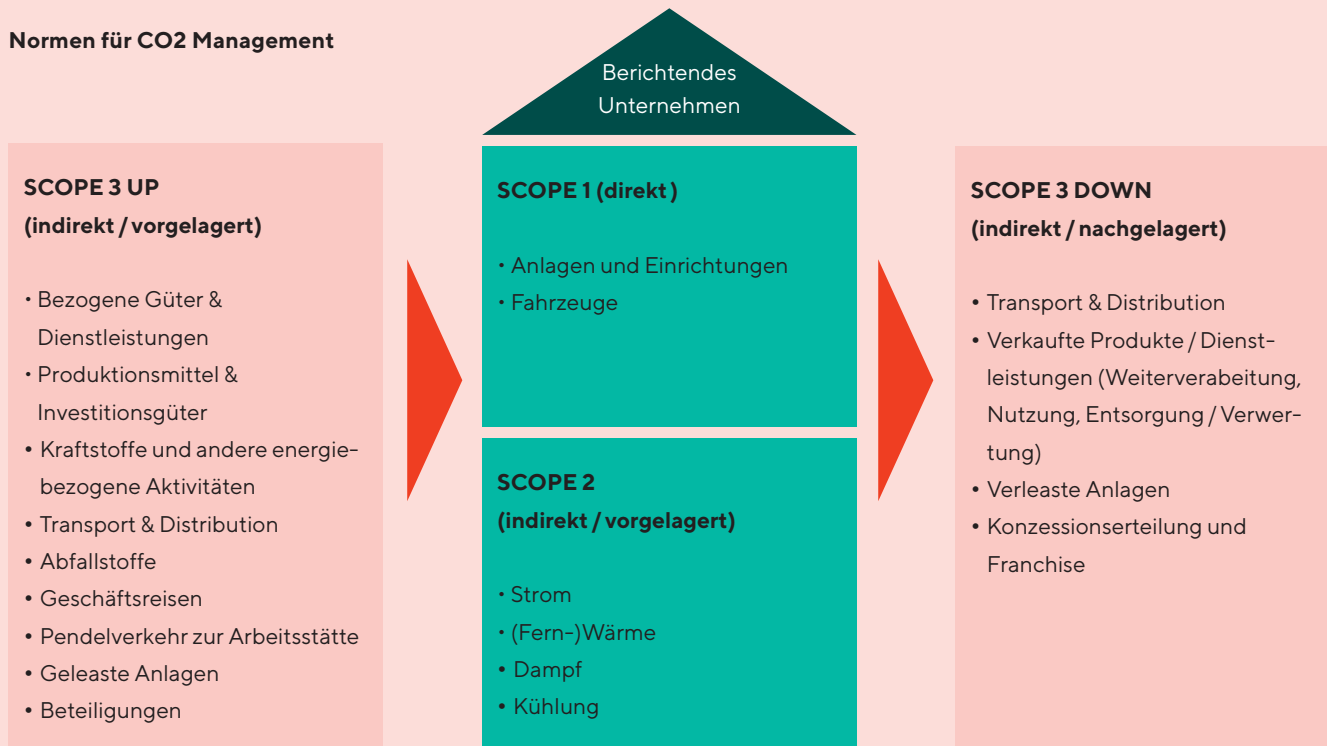 Normen für CO2 Management
Berichtendes
Unternehmen
SCOPE 3 UP
(indirekt / vorgelagert)
• Bezogene Güter &
Dienstleistungen
• Produktionsmittel &
Investitionsgüter
• Kraftstoffe und andere energie-
bezogene Aktivitäten
• Transport & Distribution
• Abfallstoffe
• Geschäftsreisen
• Pendelverkehr zur Arbeitsstätte
• Geleaste Anlagen
• Beteiligungen
SCOPE 1 (direkt )
• Anlagen und Einrichtungen
• Fahrzeuge
SCOPE 2
(indirekt / vorgelagert)
• Strom
• (Fern-)Wärme
• Dampf
• Kühlung
SCOPE 3 DOWN
(indirekt / nachgelagert)
• Transport & Distribution
• Verkaufte Produkte / Dienst-
leistungen (Weiterverabeitung,
Nutzung, Entsorgung / Verwer-
tung)
• Verleaste Anlagen
• Konzessionserteilung und
Franchise